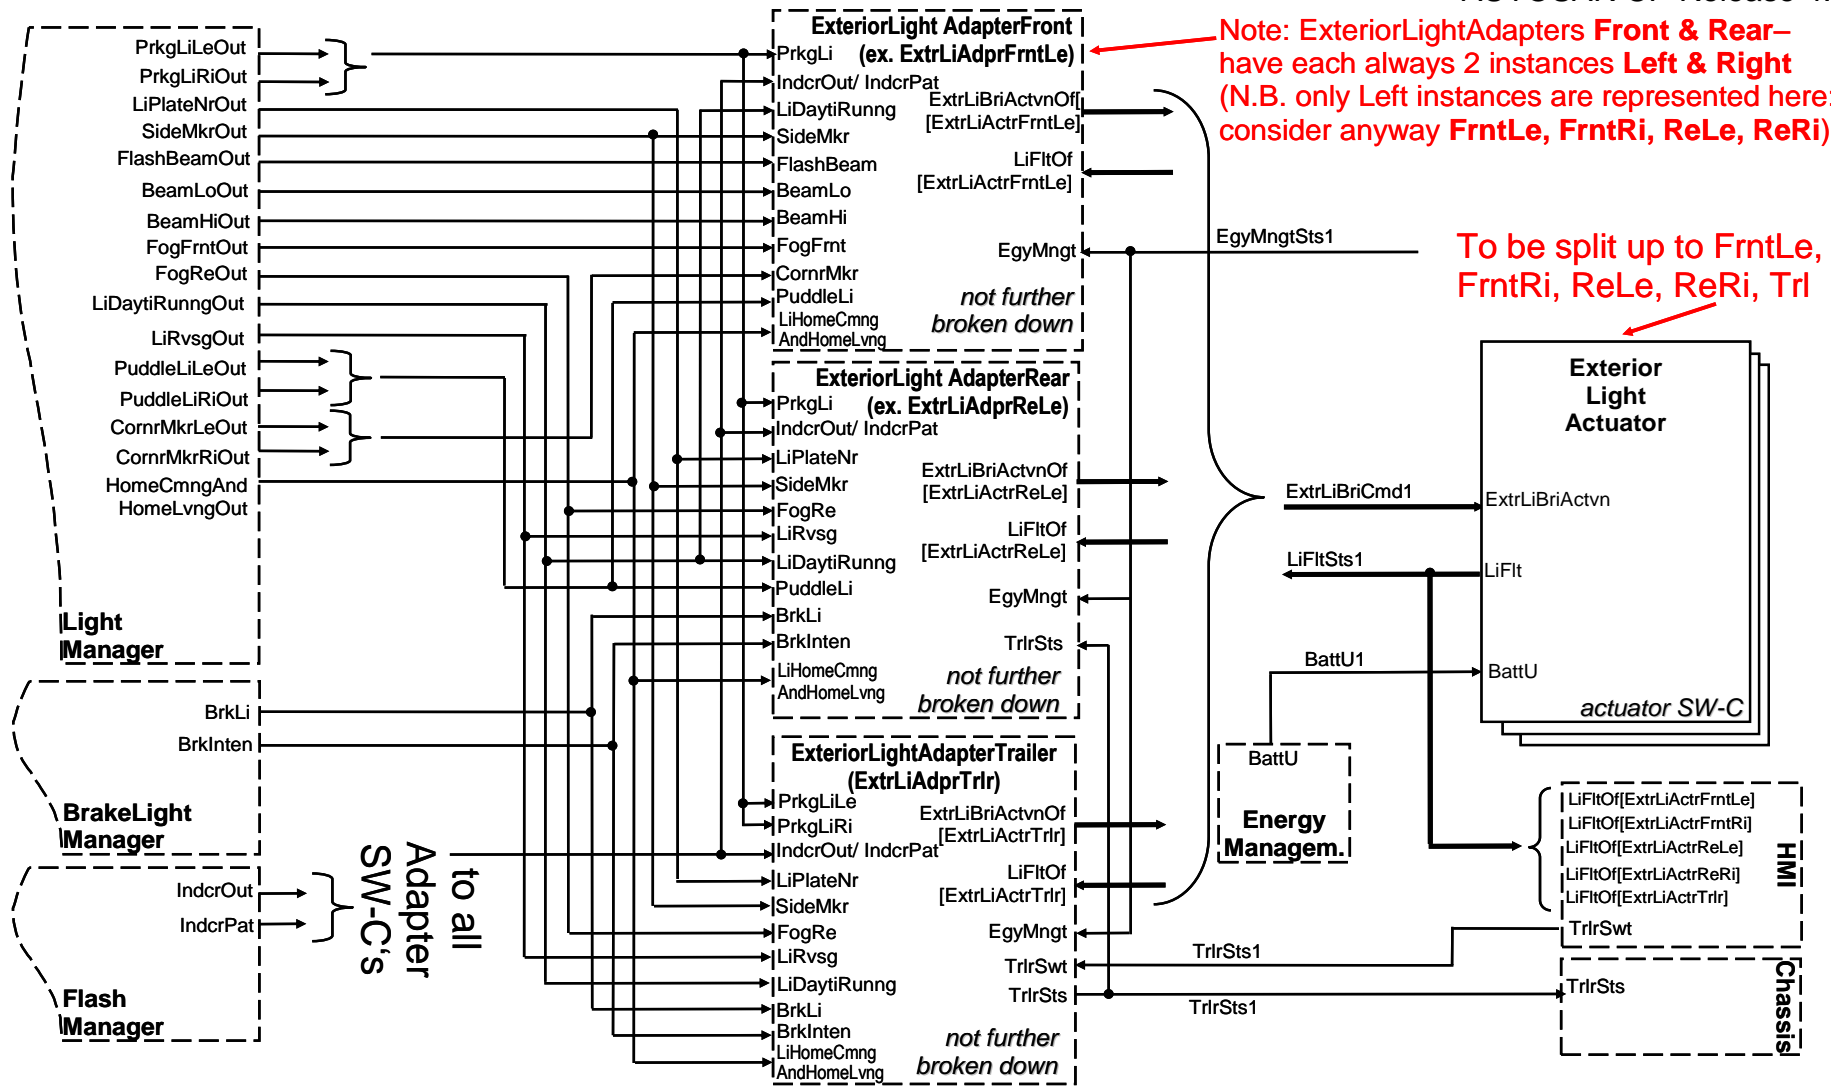 Note: ExteriorLightAdapters Front & Rear–
have each always 2 instances Left & Right
(N.B. only Left instances are represented here:
consider anyway FrntLe, FrntRi, ReLe, ReRi)
To be split up to FrntLe,
FrntRi, ReLe, ReRi, Trl
PrkgLiLeOut
PrkgLiRiOut
LiPlateNrOut
SideMkrOut
FlashBeamOut
BeamLoOut
BeamHiOut
FogFrntOut
FogReOut
LiDaytiRunngOut
LiRvsgOut
PuddleLiLeOut
PuddleLiRiOut
CornrMkrLeOut
CornrMkrRiOut
HomeCmngAnd
HomeLvngOut
Light
Manager
BrkLi
BrkInten
BrakeLight
Manager
IndcrOut
IndcrPat
Flash
Manager
to all
Adapter
SW-C's
ExteriorLight AdapterFront
(ex. ExtrLiAdprFrntLe)
PrkgLi
IndcrOut/ IndcrPat
LiDaytiRunng
SideMkr
FlashBeam
BeamLo
BeamHi
FogFrnt
CornrMkr
PuddleLi
LiHomeCmng
AndHomeLvng
ExtrLiBriActvnOf[
[ExtrLiActrFrntLe]
LiFltOf
[ExtrLiActrFrntLe]
EgyMngt
not further
broken down
ExteriorLight AdapterRear
(ex. ExtrLiAdprReLe)
PrkgLi
IndcrOut/ IndcrPat
LiPlateNr
SideMkr
FogRe
LiRvsg
LiDaytiRunng
PuddleLi
BrkLi
BrkInten
LiHomeCmng
AndHomeLvng
ExtrLiBriActvnOf
[ExtrLiActrReLe]
LiFltOf
[ExtrLiActrReLe]
EgyMngt
TrlrSts
not further
broken down
ExteriorLightAdapterTrailer
(ExtrLiAdprTrlr)
PrkgLiLe
PrkgLiRi
IndcrOut/ IndcrPat
LiPlateNr
SideMkr
FogRe
LiRvsg
LiDaytiRunng
BrkLi
BrkInten
LiHomeCmng
AndHomeLvng
ExtrLiBriActvnOf
[ExtrLiActrTrlr]
LiFltOf
[ExtrLiActrTrlr]
EgyMngt
TrlrSwt
TrlrSts
not further
broken down
EgyMngtSts1
ExtrLiBriCmd1
LiFltSts1
BattU1
TrlrSts1
TrlrSts1
Exterior
Light
Actuator
ExtrLiBriActvn
LiFlt
BattU
actuator SW-C
BattU
Energy
Managem.
LiFltOf[ExtrLiActrFrntLe]
LiFltOf[ExtrLiActrFrntRi]
LiFltOf[ExtrLiActrReLe]
LiFltOf[ExtrLiActrReRi]
LiFltOf[ExtrLiActrTrlr]
TrlrSwt
HMI
TrlrSts
Chassis